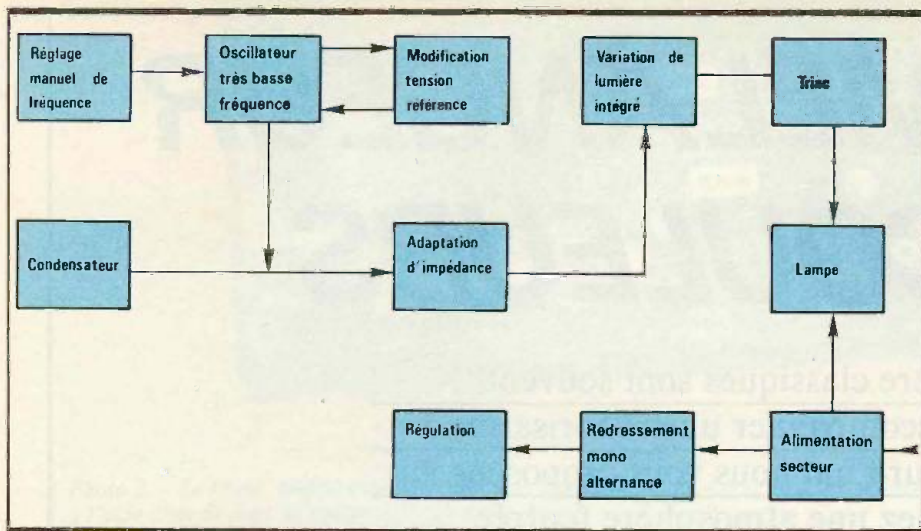 Réglage
manuel de
fréquence
Oscillateur
très basse
fréquence
Modification
tension
référence
Variation de
lumière
intégré
Triac
Condensateur
Adaptation
d'impédance
Lampe
Régulation
Redressement
mono
alternance
Alimentation
secteur